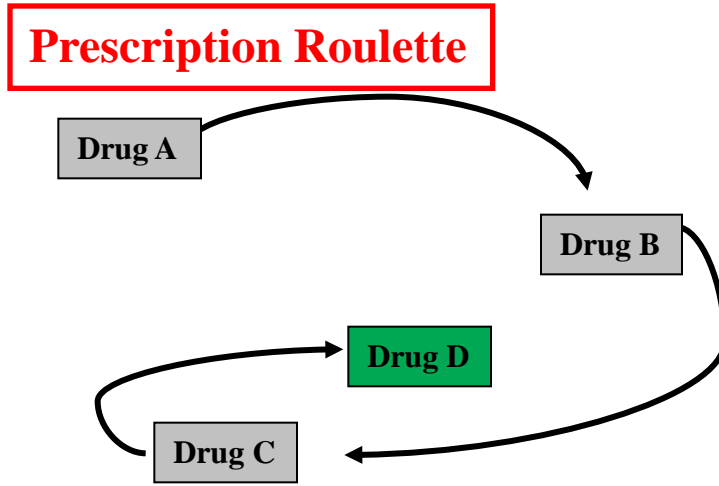 Prescription Roulette
Drug A
Drug B
Drug D
Drug C